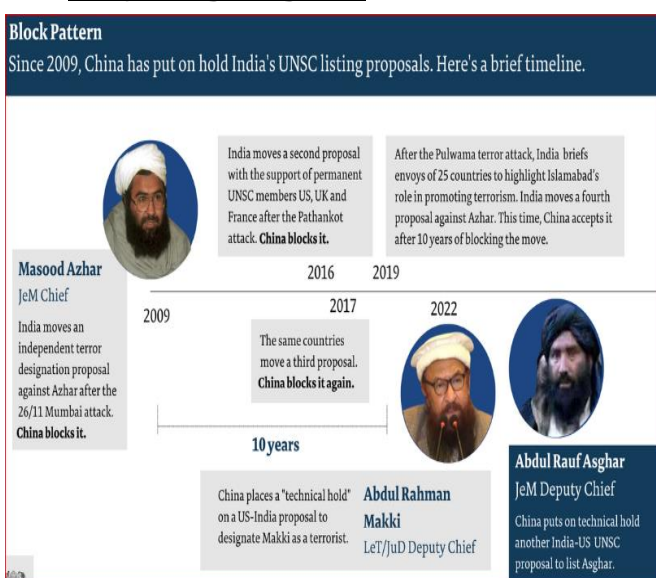 Block Pattern
Since 2009, China has put on hold India's UNSC listing proposals. Here's a brief timeline.
Masood Azhar
JeM Chief
India moves an
independent terror
designation proposal
against Azhar after the
26/11 Mumbai attack.
China blocks it.
2009
India moves a second proposal
with the support of permanent
UNSC members US, UK and
France after the Pathankot
attack. China blocks it.
2016
2017
The same countries
move a third proposal.
China blocks it again.
After the Pulwama terror attack, India briefs
envoys of 25 countries to highlight Islamabad's
role in promoting terrorism. India moves a fourth
proposal against Azhar. This time, China accepts it
after 10 years of blocking the move.
2019
10 years
2022
China places a "technical hold"
on a US-India proposal to
designate Makki as a terrorist.
Abdul Rahman
Makki
LeT/JuD Deputy Chief
Abdul Rauf Asghar
JeM Deputy Chief
China puts on technical hold
another India-US UNSC
proposal to list Asghar.